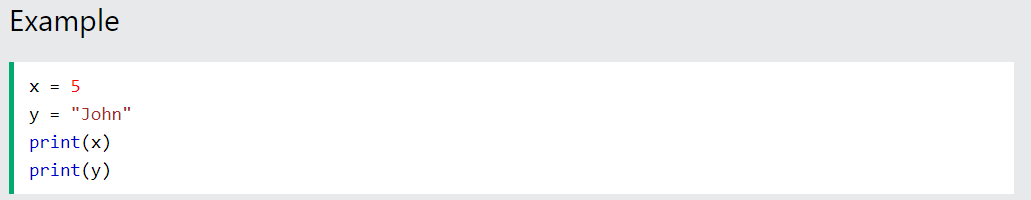 Example
x = 5
y = "John"
print(x)
print(y)